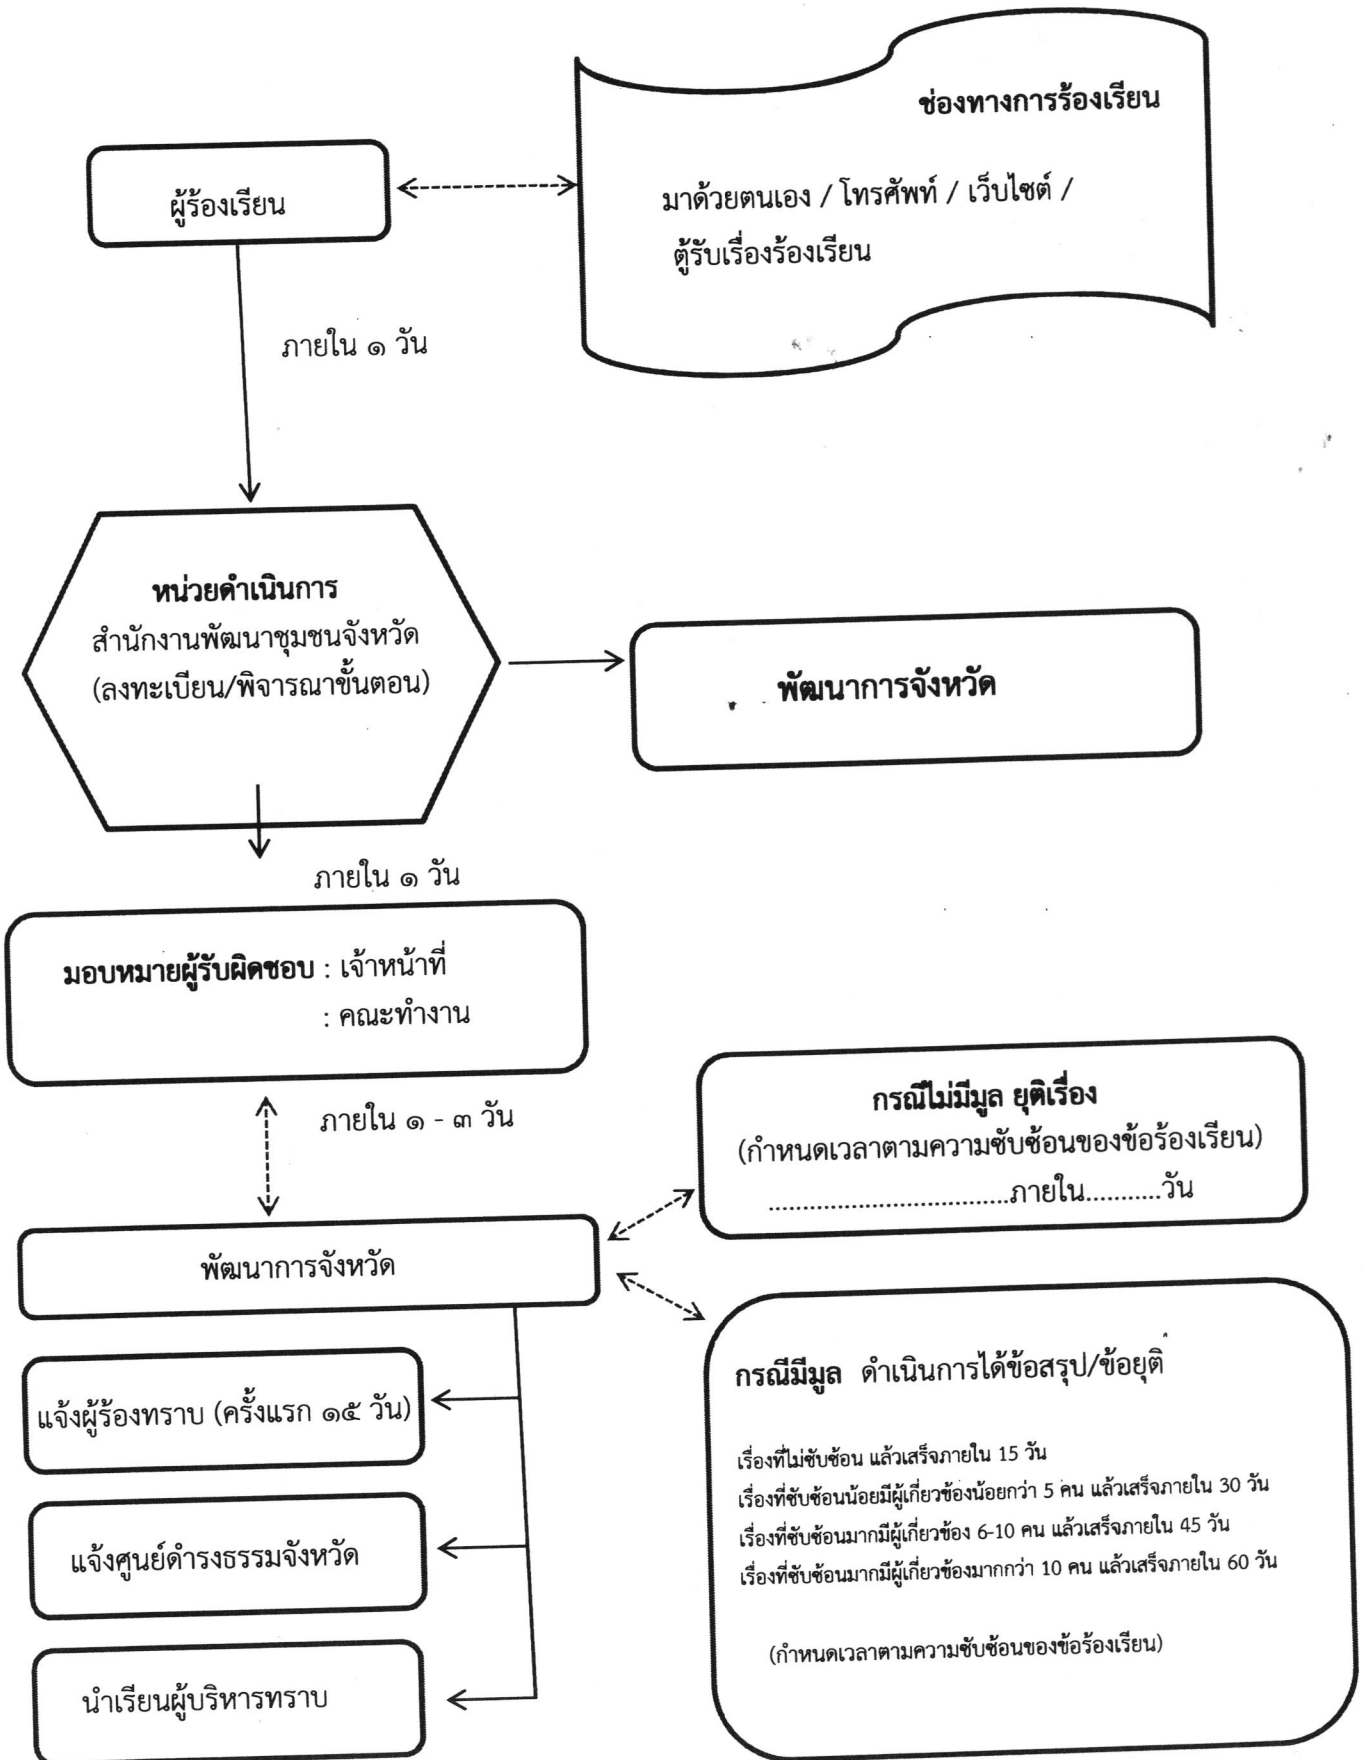 ช่องทางการร้องเรียน
ผู้ร้องเรียน
มาด้วยตนเอง / โทรศัพท์ / เว็บไซต์ /
ตู้รับเรื่องร้องเรียน
ภายใน ๑ วัน
หน่วยดำเนินการ
สำนักงานพัฒนาชุมชนจังหวัด
(ลงทะเบียน/พิจารณาขั้นตอน)
พัฒนาการจังหวัด
ภายใน ๑ วัน
มอบหมายผู้รับผิดชอบ : เจ้าหน้าที่
: คณะทำงาน
ภายใน ๑ - ๓ วัน
กรณีไม่มีมูล ยุติเรื่อง
(กำหนดเวลาตามความซับซ้อนของข้อร้องเรียน)
....................................ภายใน...........วัน
พัฒนาการจังหวัด
แจ้งผู้ร้องทราบ (ครั้งแรก ๑๕ วัน)
แจ้งศูนย์ดำรงธรรมจังหวัด
นำเรียนผู้บริหารทราบ
กรณีมีมูล ดำเนินการได้ข้อสรุป/ข้อยุติ
เรื่องที่ไม่ซับซ้อน แล้วเสร็จภายใน 15 วัน
เรื่องที่ซับซ้อนน้อยมีผู้เกี่ยวข้องน้อยกว่า 5 คน แล้วเสร็จภายใน 30 วัน
เรื่องที่ซับซ้อนมากมีผู้เกี่ยวข้อง 6-10 คน แล้วเสร็จภายใน 45 วัน
เรื่องที่ซับซ้อนมากมีผู้เกี่ยวข้องมากกว่า 10 คน แล้วเสร็จภายใน 60 วัน
(กำหนดเวลาตามความซับซ้อนของข้อร้องเรียน)